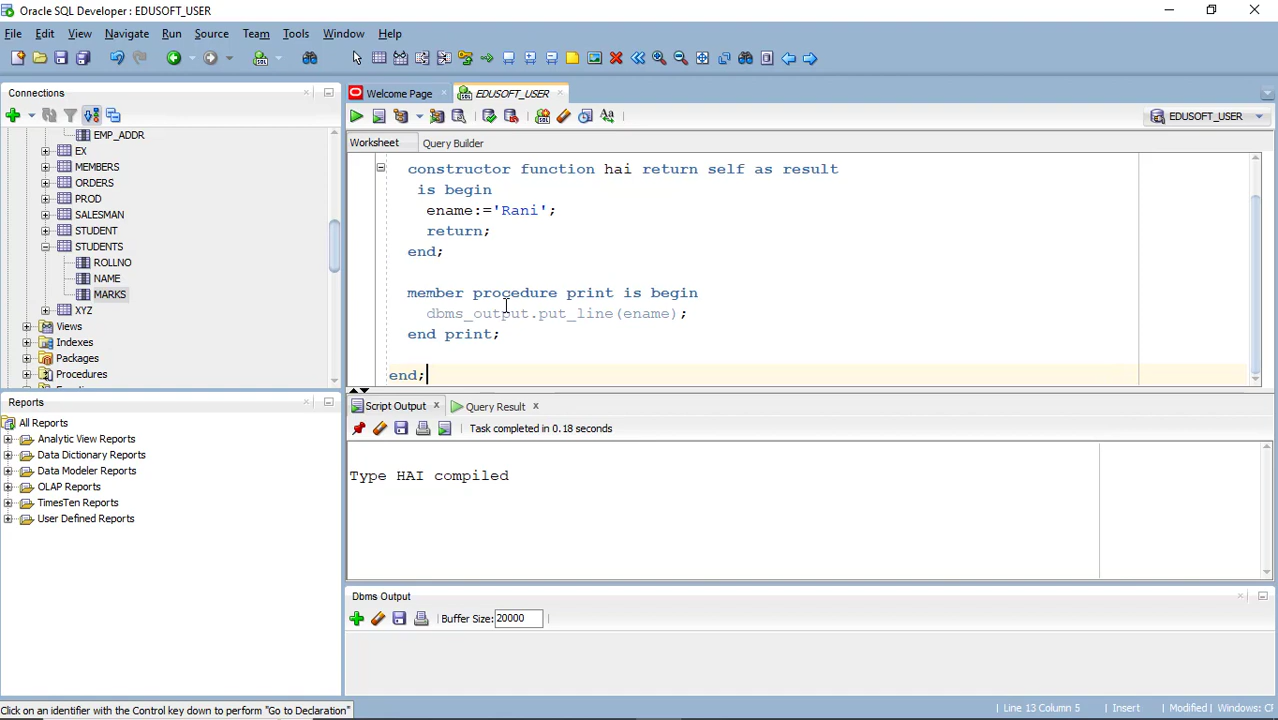 Oracle SQL Developer: EDUSOFT_USER
File Edit View Navigate Run Source Team Tools Window Help
Connections
EMP_ADDR
EX
MEMBERS
ORDERS
PROD
SALESMAN
STUDENT
STUDENTS
ROLLNO
NAME
MARKS
XYZ
Views
Indexes
Packages
Procedures
Reports
All Reports
Analytic View Reports
Data Dictionary Reports
Data Modeler Reports
OLAP Reports
TimesTen Reports
User Defined Reports
Welcome Page
EDUSOFT_USER
EDUSOFT_USER
Worksheet Query Builder
constructor function hai return self as result
is begin
ename:='Rani';
return;
end;
member procedure print is begin
dbms_output.put_line(ename);
end print;
end;
Script Output Query Result
Task completed in 0.18 seconds
Type HAI compiled
Dbms Output
Buffer Size: 20000
Click on an identifier with the Control key down to perform "Go to Declaration"
Line 13 Column 5 Insert Modified Windows: CF